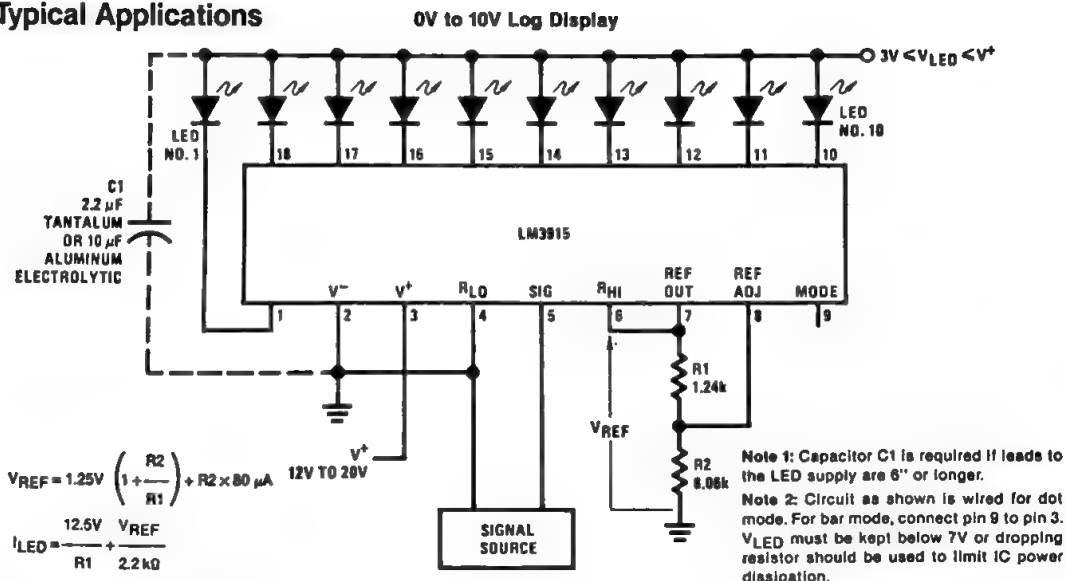 Typical Applications
0V to 10V Log Display
3V ≤ VLED ≤ V+
LED
NO. 1
LED
NO. 10
18 17 16 15 14 13 12 11 10
C1
2.2 µF
TANTALUM
OR 10 µF
ALUMINUM
ELECTROLYTIC
LM3915
V− V+ RLO SIG RHI REF OUT REF ADJ MODE
1 2 3 4 5 6 7 8 9
R1
1.24k
VREF
R2
8.06k
V+
12V TO 20V
SIGNAL
SOURCE
VREF = 1.25V (1 + R2/R1) + R2 × 80 µA
ILED = 12.5V/R1 + VREF/2.2 kΩ
Note 1: Capacitor C1 is required if leads to
the LED supply are 6" or longer.
Note 2: Circuit as shown is wired for dot
mode. For bar mode, connect pin 9 to pin 3.
VLED must be kept below 7V or dropping
resistor should be used to limit IC power
dissipation.